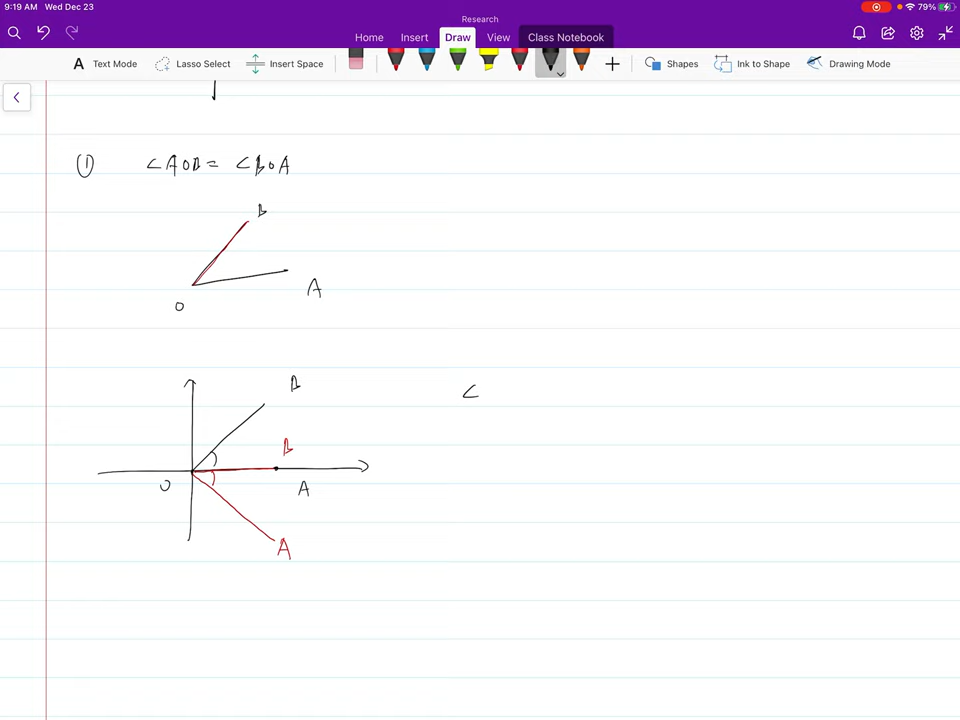 9:19 AM Wed Dec 23
79%
Research
Home Insert Draw View Class Notebook
Text Mode Lasso Select Insert Space Shapes Ink to Shape Drawing Mode
① ∠AOB = ∠BOA
B
A
O
B
∠
B
O
A
A